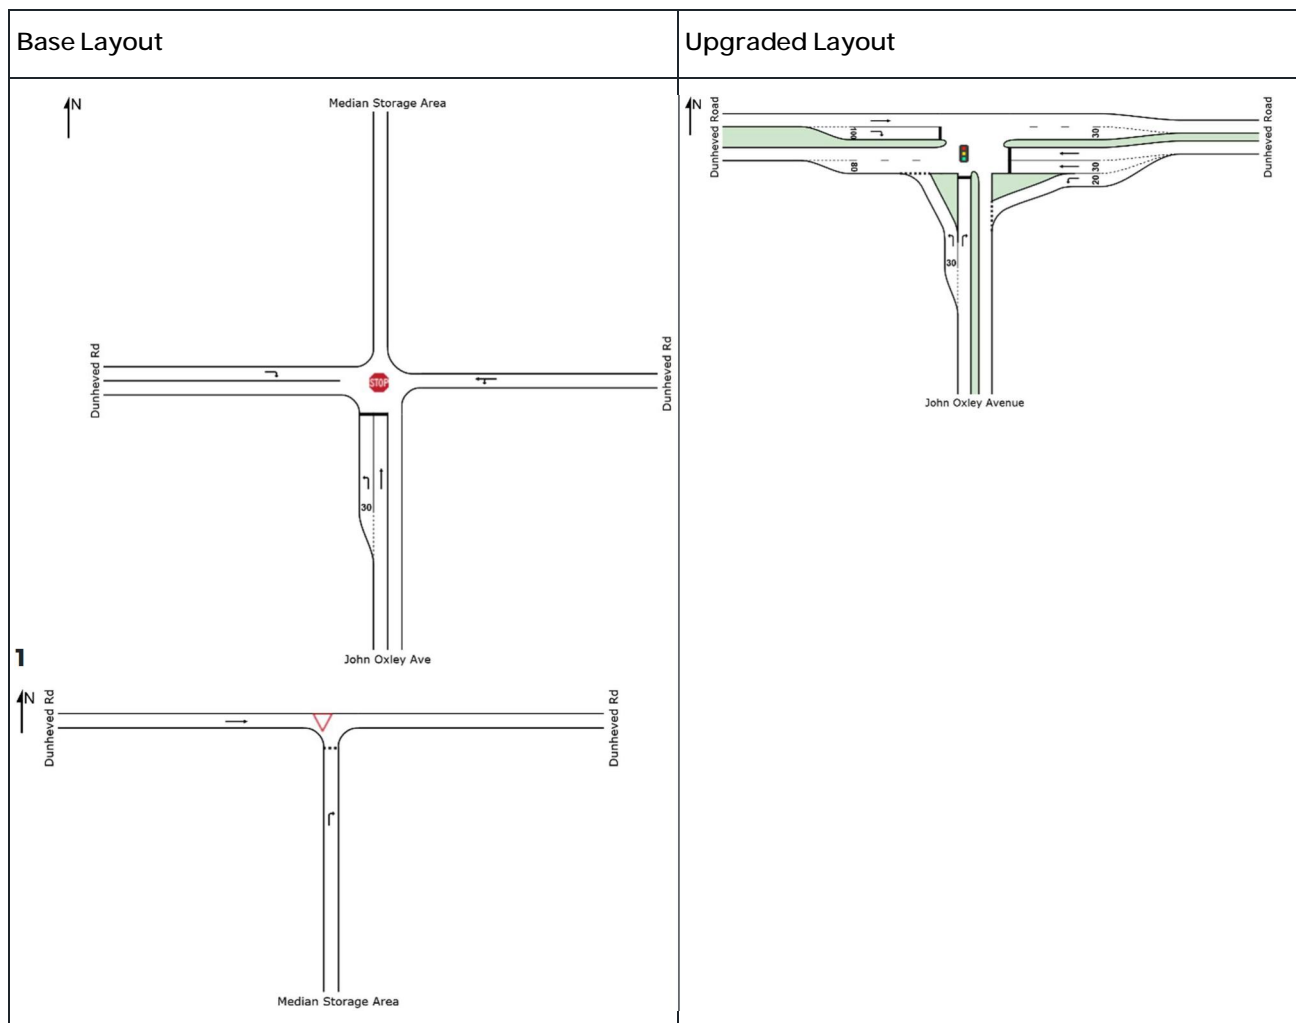 Base Layout
Upgraded Layout
N
Median Storage Area
Dunheved Rd
STOP
Dunheved Rd
30
John Oxley Ave
1
N
Dunheved Rd
Dunheved Rd
Median Storage Area
N
Dunheved Road
100
30
Dunheved Road
80
30
20
30
John Oxley Avenue